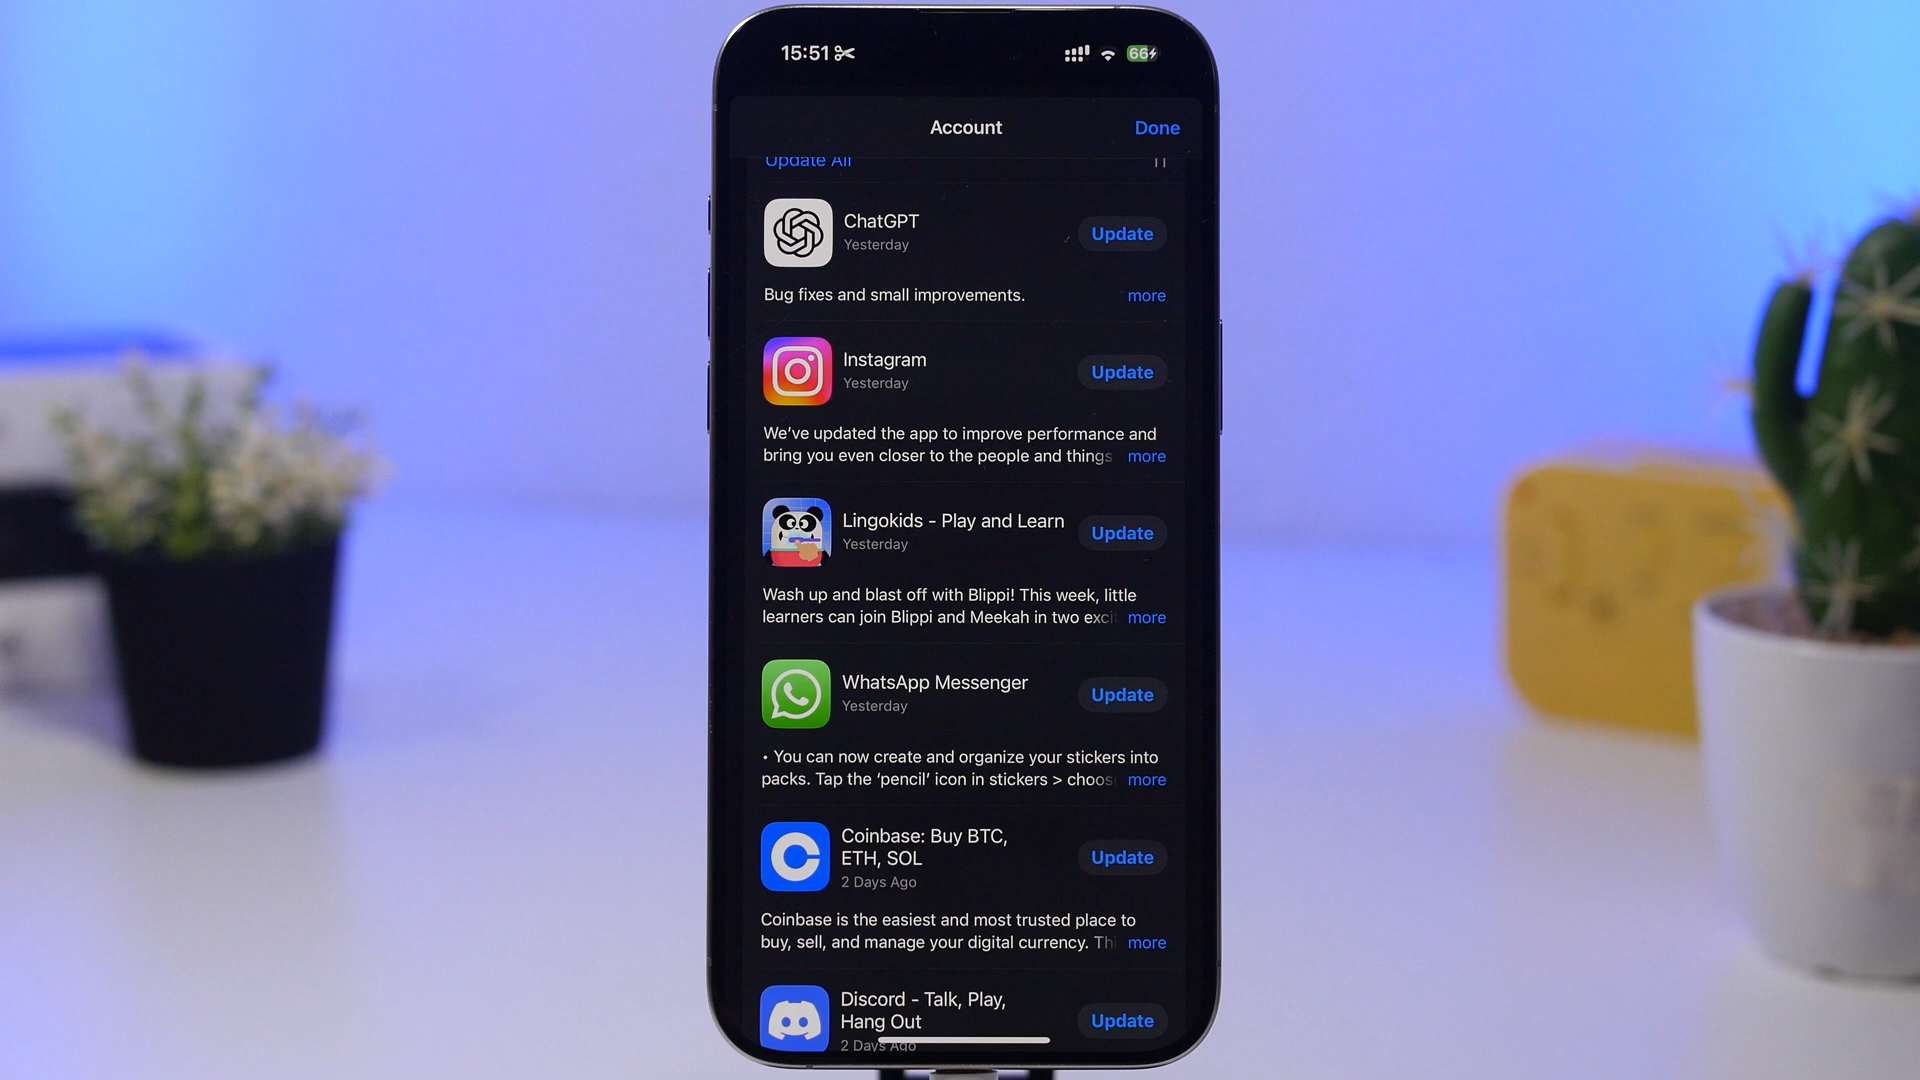 15:51
66
Account
Done
Update All
11
ChatGPT
Yesterday
Update
Bug fixes and small improvements.
more
Instagram
Yesterday
Update
We’ve updated the app to improve performance and
bring you even closer to the people and things
more
Lingokids - Play and Learn
Yesterday
Update
Wash up and blast off with Blippi! This week, little
learners can join Blippi and Meekah in two exci
more
WhatsApp Messenger
Yesterday
Update
• You can now create and organize your stickers into
packs. Tap the ‘pencil’ icon in stickers > choos
more
Coinbase: Buy BTC,
ETH, SOL
2 Days Ago
Update
Coinbase is the easiest and most trusted place to
buy, sell, and manage your digital currency. Thi
more
Discord - Talk, Play,
Hang Out
2 Days Ago
Update